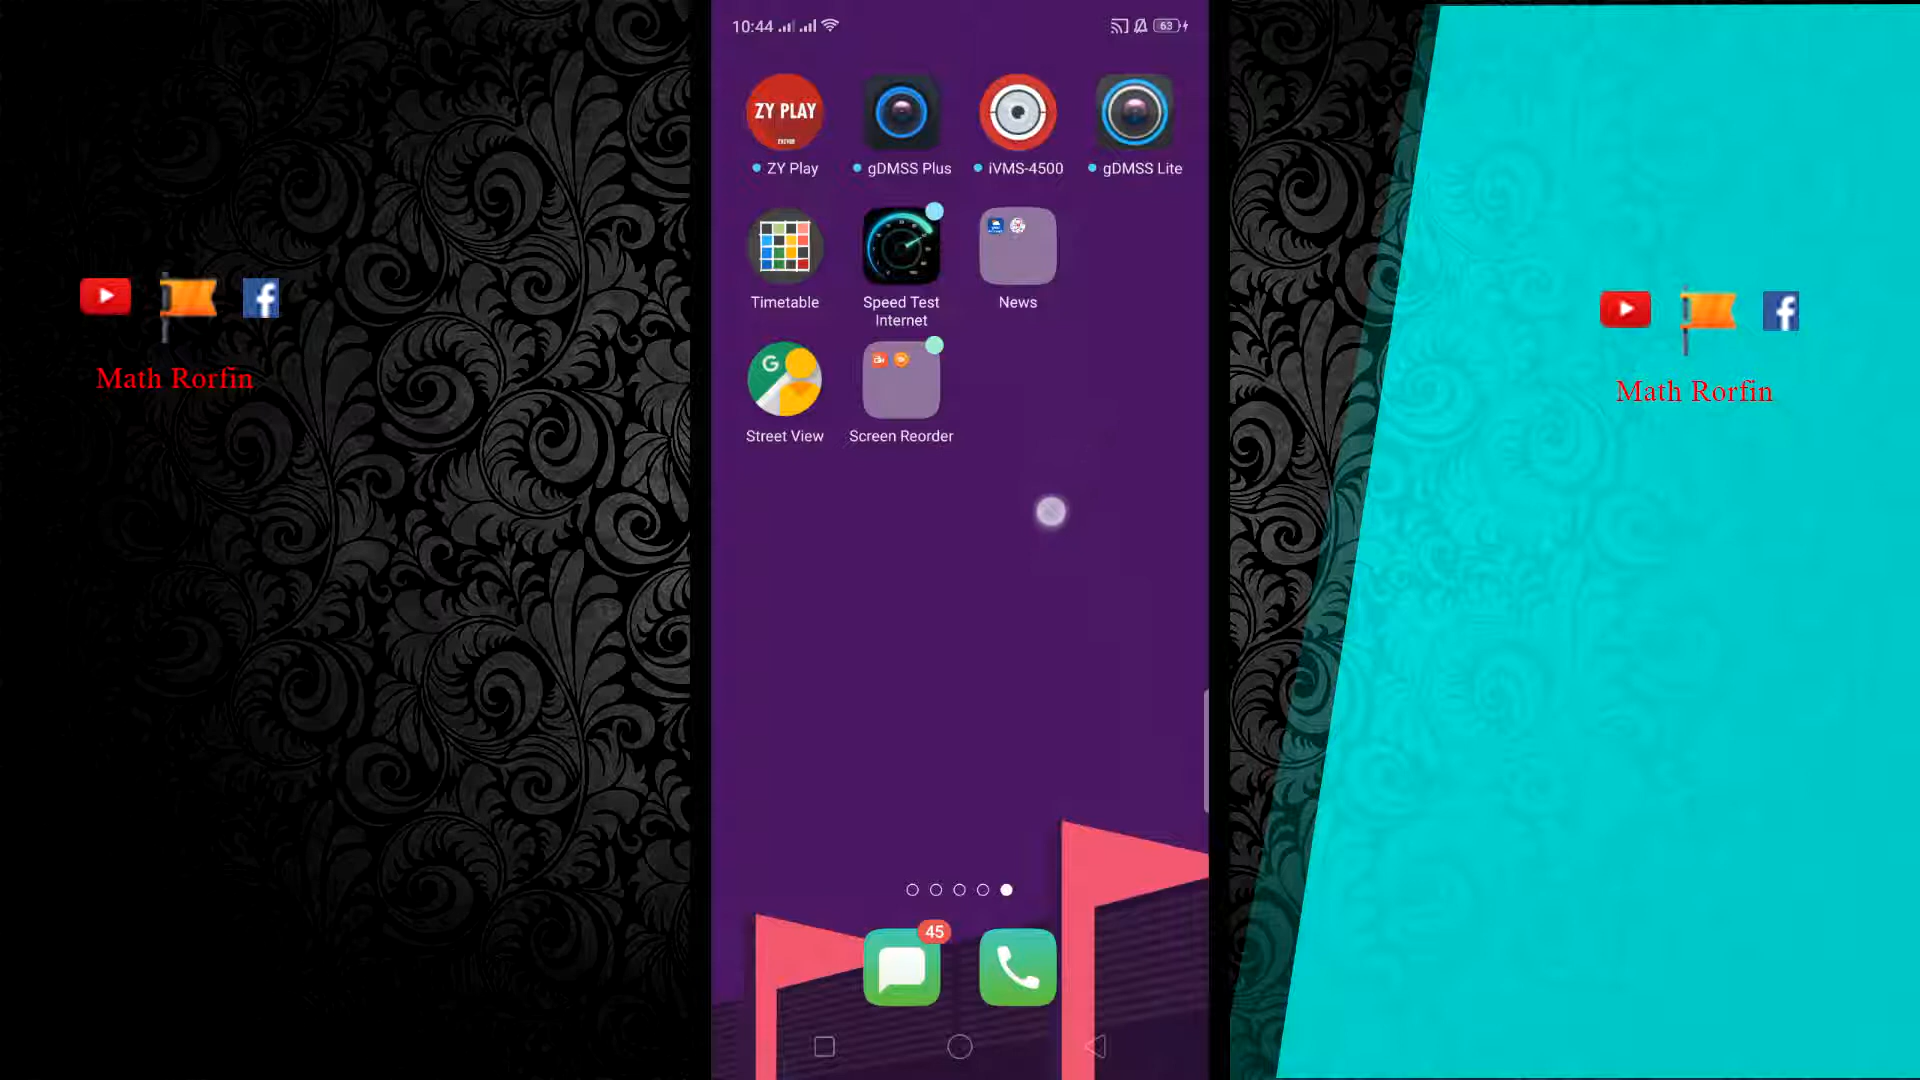 10:44
63
ZY PLAY
ZY Play
gDMSS Plus
iVMS-4500
gDMSS Lite
Timetable
Speed Test
Internet
News
Street View
Screen Reorder
G
45
Math Rorfin
Math Rorfin